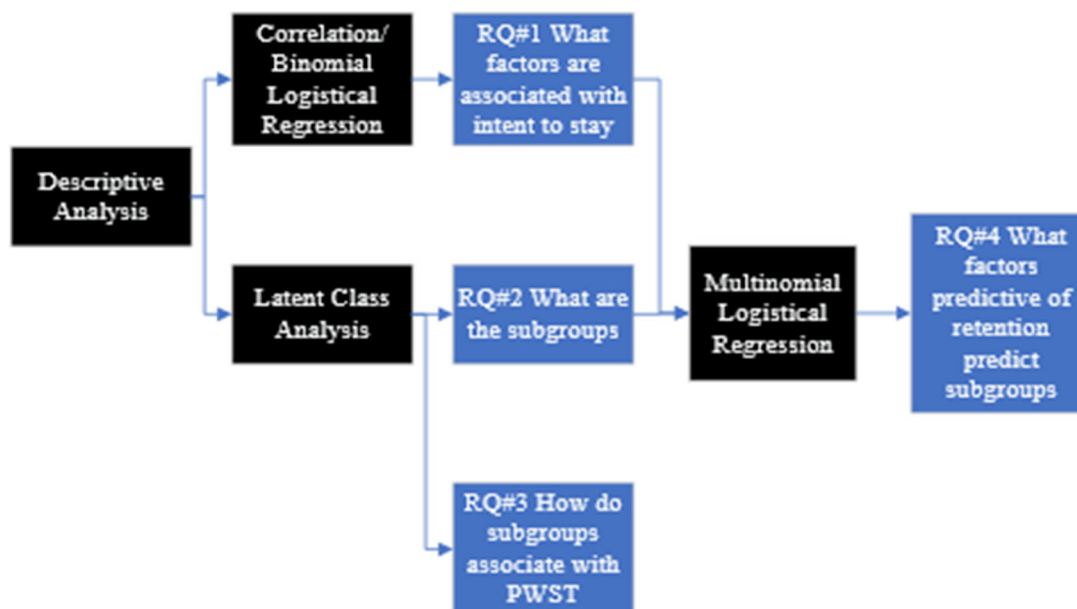 Correlation/
Binomial
Logistical
Regression
RQ#1 What
factors are
associated with
intent to stay
Descriptive
Analysis
Latent Class
Analysis
RQ#2 What are
the subgroups
Multinomial
Logistical
Regression
RQ#4 What
factors
predictive of
retention
predict
subgroups
RQ#3 How do
subgroups
associate with
PWST